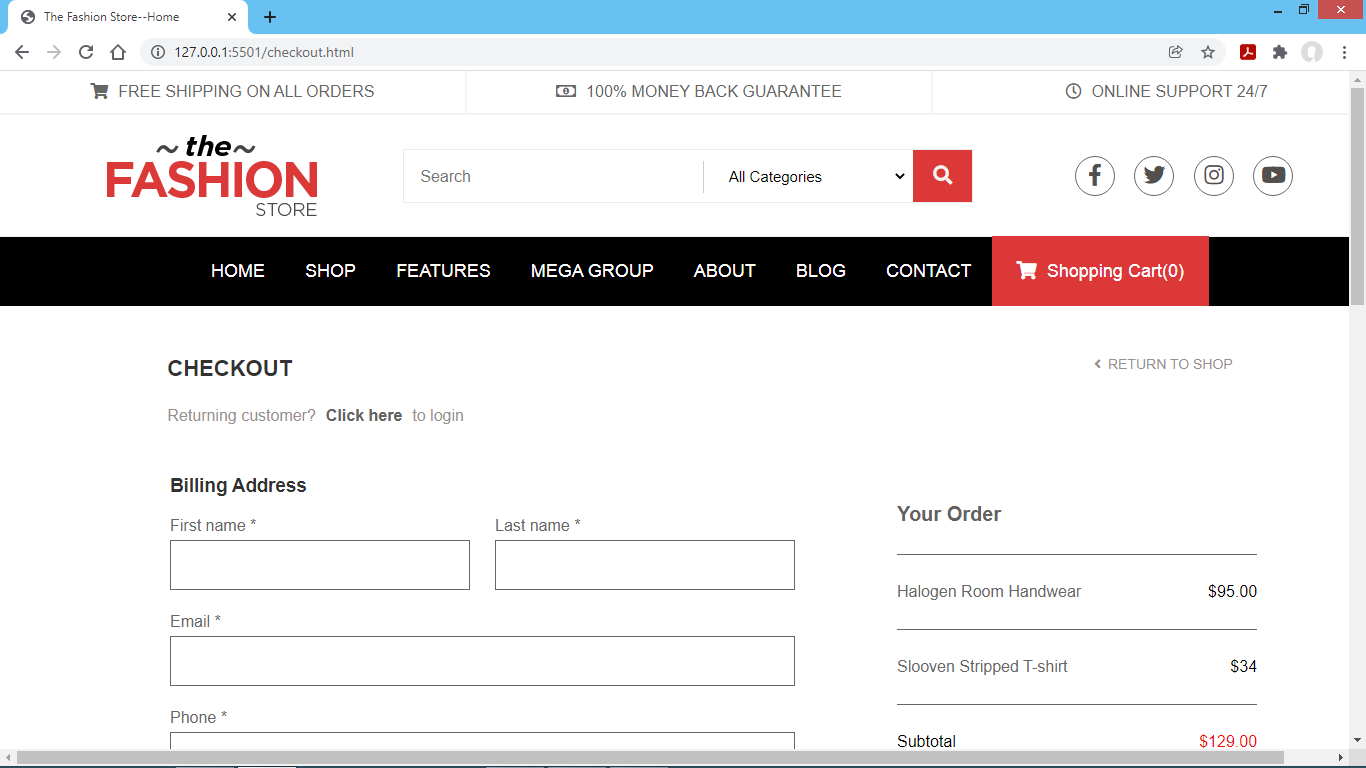 The Fashion Store--Home
127.0.0.1:5501/checkout.html
FREE SHIPPING ON ALL ORDERS
100% MONEY BACK GUARANTEE
ONLINE SUPPORT 24/7
~the~
FASHION
STORE
Search
All Categories
HOME SHOP FEATURES MEGA GROUP ABOUT BLOG CONTACT Shopping Cart(0)
CHECKOUT
RETURN TO SHOP
Returning customer? Click here to login
Billing Address
First name * Last name *
Email *
Phone *
Your Order
Halogen Room Handwear $95.00
Slooven Stripped T-shirt $34
Subtotal $129.00